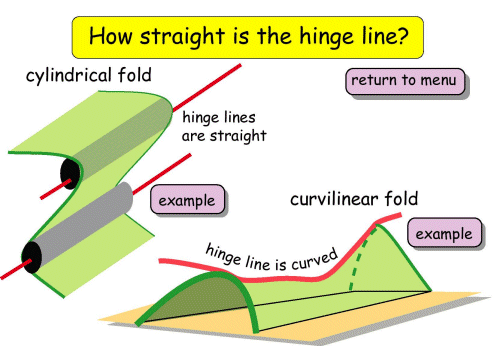 How straight is the hinge line?
cylindrical fold
return to menu
hinge lines
are straight
example
curvilinear fold
example
hinge line is curved